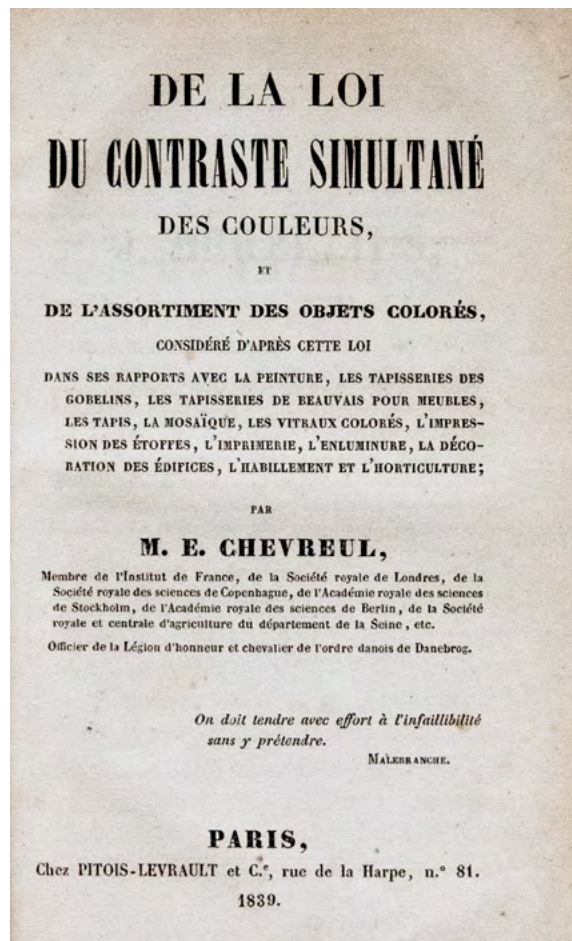 DE LA LOI
DU CONTRASTE SIMULTANÉ
DES COULEURS,
ET
DE L'ASSORTIMENT DES OBJETS COLORÉS,
CONSIDÉRÉ D'APRÈS CETTE LOI
DANS SES RAPPORTS AVEC LA PEINTURE, LES TAPISSERIES DES
GOBELINS, LES TAPISSERIES DE BEAUVAIS POUR MEUBLES,
LES TAPIS, LA MOSAÏQUE, LES VITRAUX COLORÉS, L'IMPRES-
SION DES ÉTOFFES, L'IMPRIMERIE, L'ENLUMINURE, LA DÉCO-
RATION DES ÉDIFICES, L'HABILLEMENT ET L'HORTICULTURE;
PAR
M. E. CHEVREUL,
Membre de l'Institut de France, de la Société royale de Londres, de la
Société royale des sciences de Copenhague, de l'Académie royale des sciences
de Stockholm, de l'Académie royale des sciences de Berlin, de la Société
royale et centrale d'agriculture du département de la Seine, etc.
Officier de la Légion d'honneur et chevalier de l'ordre danois de Danebrog.
On doit tendre avec effort à l'infaillibilité
sans y prétendre.
MALEBRANCHE.
PARIS,
Chez PITOIS-LEVRAULT et C.e, rue de la Harpe, n.° 81.
1839.